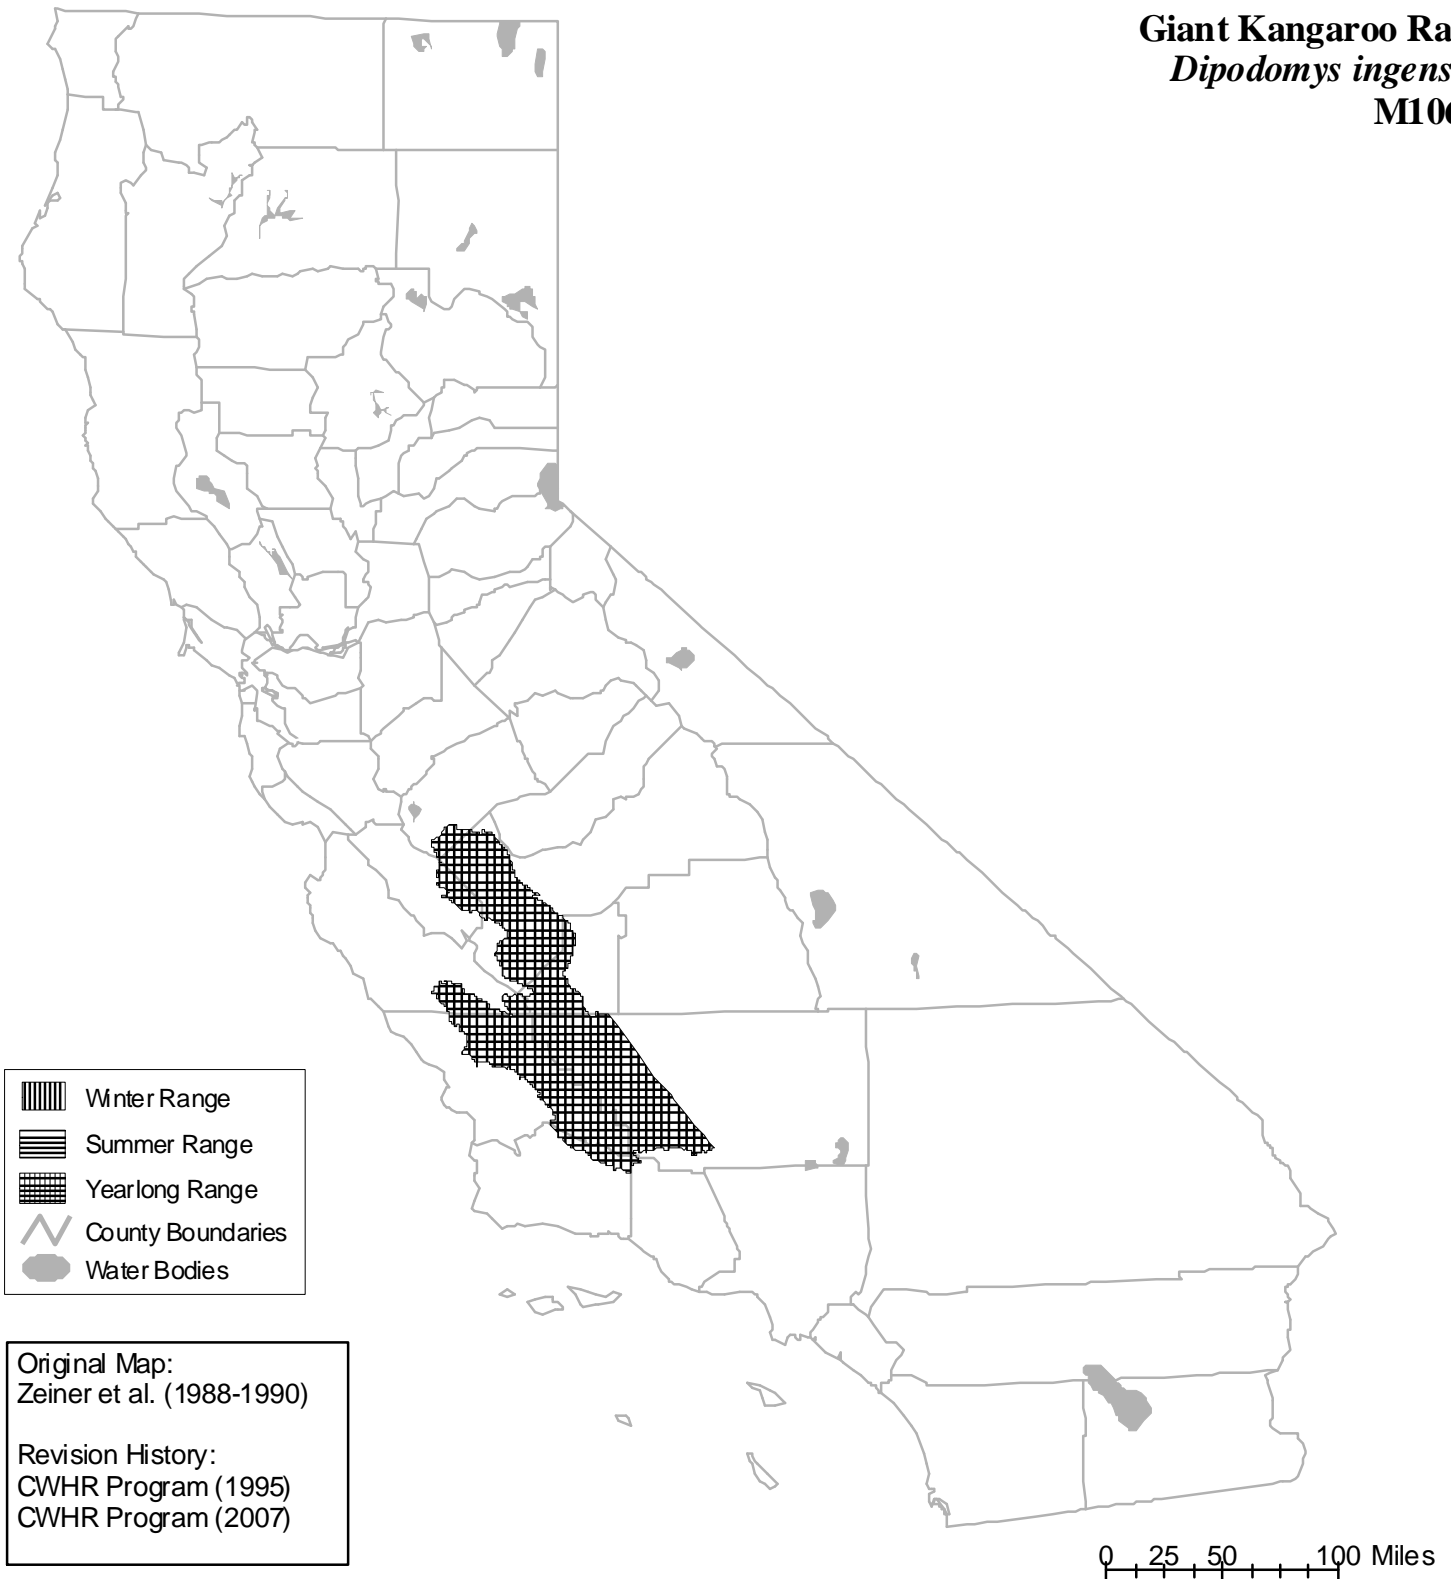 Giant Kangaroo Ra
Dipodomys ingens
M10
Winter Range
Summer Range
Yearlong Range
County Boundaries
Water Bodies
Original Map:
Zeiner et al. (1988-1990)
Revision History:
CWHR Program (1995)
CWHR Program (2007)
0 25 50 100 Miles